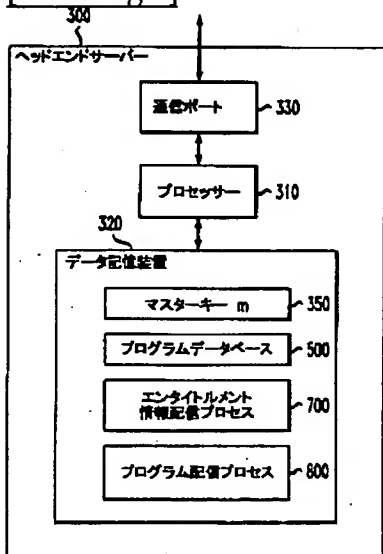 300
ヘッドエンドサーバー
通信ポート
330
プロセッサー
310
320
データ記憶装置
マスターキー m
350
プログラムデータベース
500
エンタイトルメント
情報配信プロセス
700
プログラム配信プロセス
800